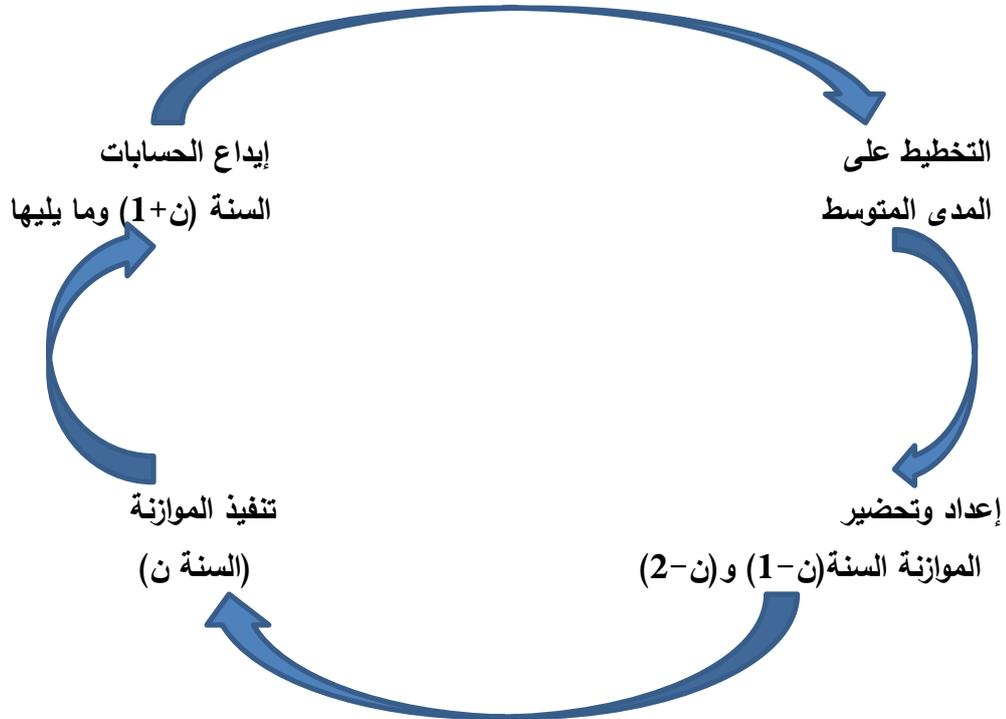 التخطيط على
المدى المتوسط
إعداد وتحضير
الموازنة السنة(ن-1) و(ن-2)
تنفيذ الموازنة
(السنة ن)
إيداع الحسابات
السنة (ن+1) وما يليها